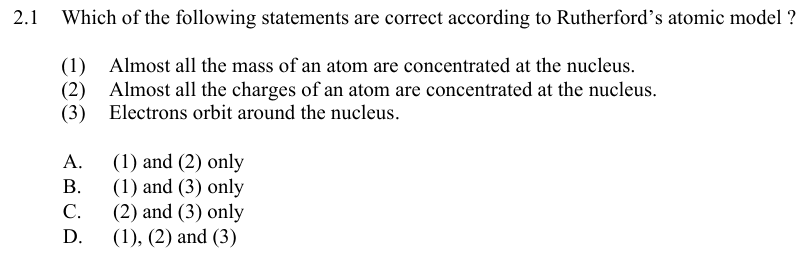 2.1 Which of the following statements are correct according to Rutherford's atomic model ?
(1) Almost all the mass of an atom are concentrated at the nucleus.
(2) Almost all the charges of an atom are concentrated at the nucleus.
(3) Electrons orbit around the nucleus.
A. (1) and (2) only
B. (1) and (3) only
C. (2) and (3) only
D. (1), (2) and (3)